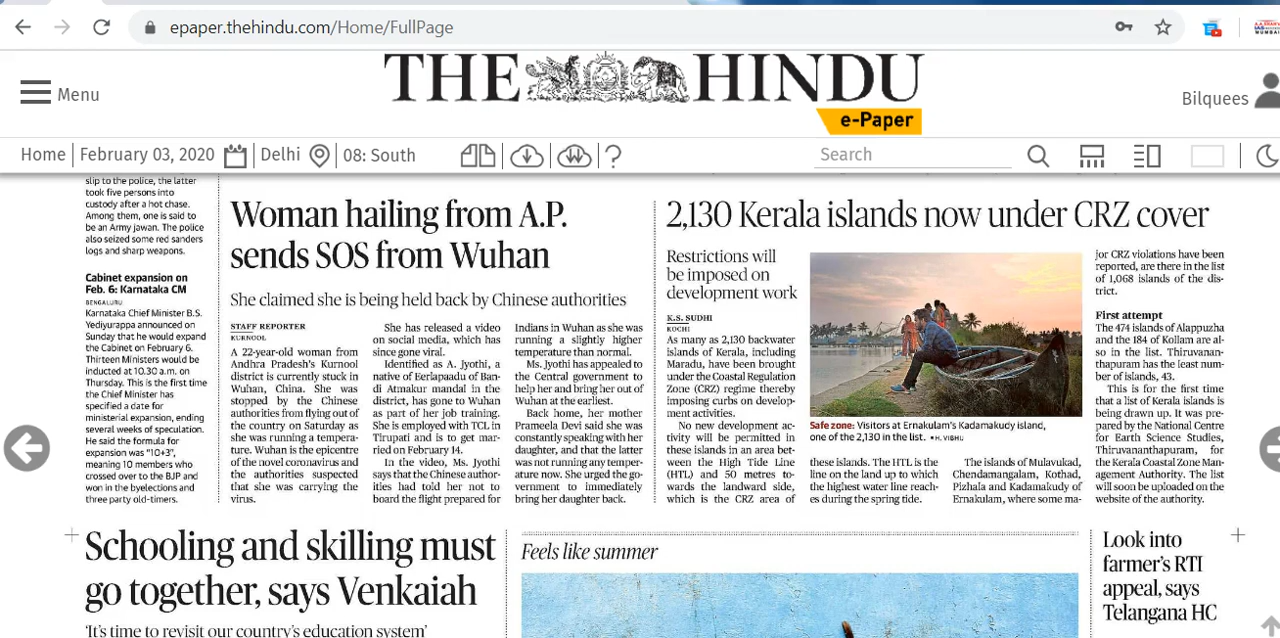 epaper.thehindu.com/Home/FullPage
Menu
THE HINDU
e-Paper
Bilquees
Home
February 03, 2020
Delhi
08: South
?
Search
slip to the police, the latter
took five persons into
custody after a hot chase.
Among them, one is said to
be an Army jawan. The police
also seized some red sanders
logs and sharp weapons.
Cabinet expansion on
Feb. 6: Karnataka CM
BENGALURU
Karnataka Chief Minister B.S.
Yediyurappa announced on
Sunday that he would expand
the Cabinet on February 6.
Thirteen Ministers would be
inducted at 10.30 a.m. on
Thursday. This is the first time
the Chief Minister has
specified a date for
ministerial expansion, ending
several weeks of speculation.
He said the formula for
expansion was "10+3",
meaning 10 members who
crossed over to the BJP and
won in the byelections and
three party old-timers.
Woman hailing from A.P.
sends SOS from Wuhan
She claimed she is being held back by Chinese authorities
STAFF REPORTER
KURNOOL
A 22-year-old woman from
Andhra Pradesh's Kurnool
district is currently stuck in
Wuhan, China. She was
stopped by the Chinese
authorities from flying out of
the country on Saturday as
she was running a tempera-
ture. Wuhan is the epicentre
of the novel coronavirus and
the authorities suspected
that she was carrying the
virus.
She has released a video
on social media, which has
since gone viral.
Identified as A. Jyothi, a
native of Eerlapaadu of Ban-
di Atmakur mandal in the
district, has gone to Wuhan
as part of her job training.
She is employed with TCL in
Tirupati and is to get mar-
ried on February 14.
In the video, Ms. Jyothi
says that the Chinese author-
ities had told her not to
board the flight prepared for
Indians in Wuhan as she was
running a slightly higher
temperature than normal.
Ms. Jyothi has appealed to
the Central government to
help her and bring her out of
Wuhan at the earliest.
Back home, her mother
Prameela Devi said she was
constantly speaking with her
daughter, and that the latter
was not running any temper-
ature now. She urged the go-
vernment to immediately
bring her daughter back.
2,130 Kerala islands now under CRZ cover
Restrictions will
be imposed on
development work
K.S. SUDHI
KOCHI
As many as 2,130 backwater
islands of Kerala, including
Maradu, have been brought
under the Coastal Regulation
Zone (CRZ) regime thereby
imposing curbs on develop-
ment activities.
No new development ac-
tivity will be permitted in
these islands in an area bet-
ween the High Tide Line
(HTL) and 50 metres to-
wards the landward side,
which is the CRZ area of
Safe zone: Visitors at Ernakulam's Kadamakudy island,
one of the 2,130 in the list. •H. VIBHU
these islands. The HTL is the
line on the land up to which
the highest water line reach-
es during the spring tide.
The islands of Mulavukad,
Chendamangalam, Kothad,
Pizhala and Kadamakudy of
Ernakulam, where some ma-
jor CRZ violations have been
reported, are there in the list
of 1,068 islands of the dis-
trict.
First attempt
The 474 islands of Alappuzha
and the 184 of Kollam are al-
so in the list. Thiruvanan-
thapuram has the least num-
ber of islands, 43.
This is for the first time
that a list of Kerala islands is
being drawn up. It was pre-
pared by the National Centre
for Earth Science Studies,
Thiruvananthapuram, for
the Kerala Coastal Zone Man-
agement Authority. The list
will soon be uploaded on the
website of the authority.
Schooling and skilling must
go together, says Venkaiah
'It's time to revisit our country's education system'
Feels like summer
Look into
farmer's RTI
appeal, says
Telangana HC